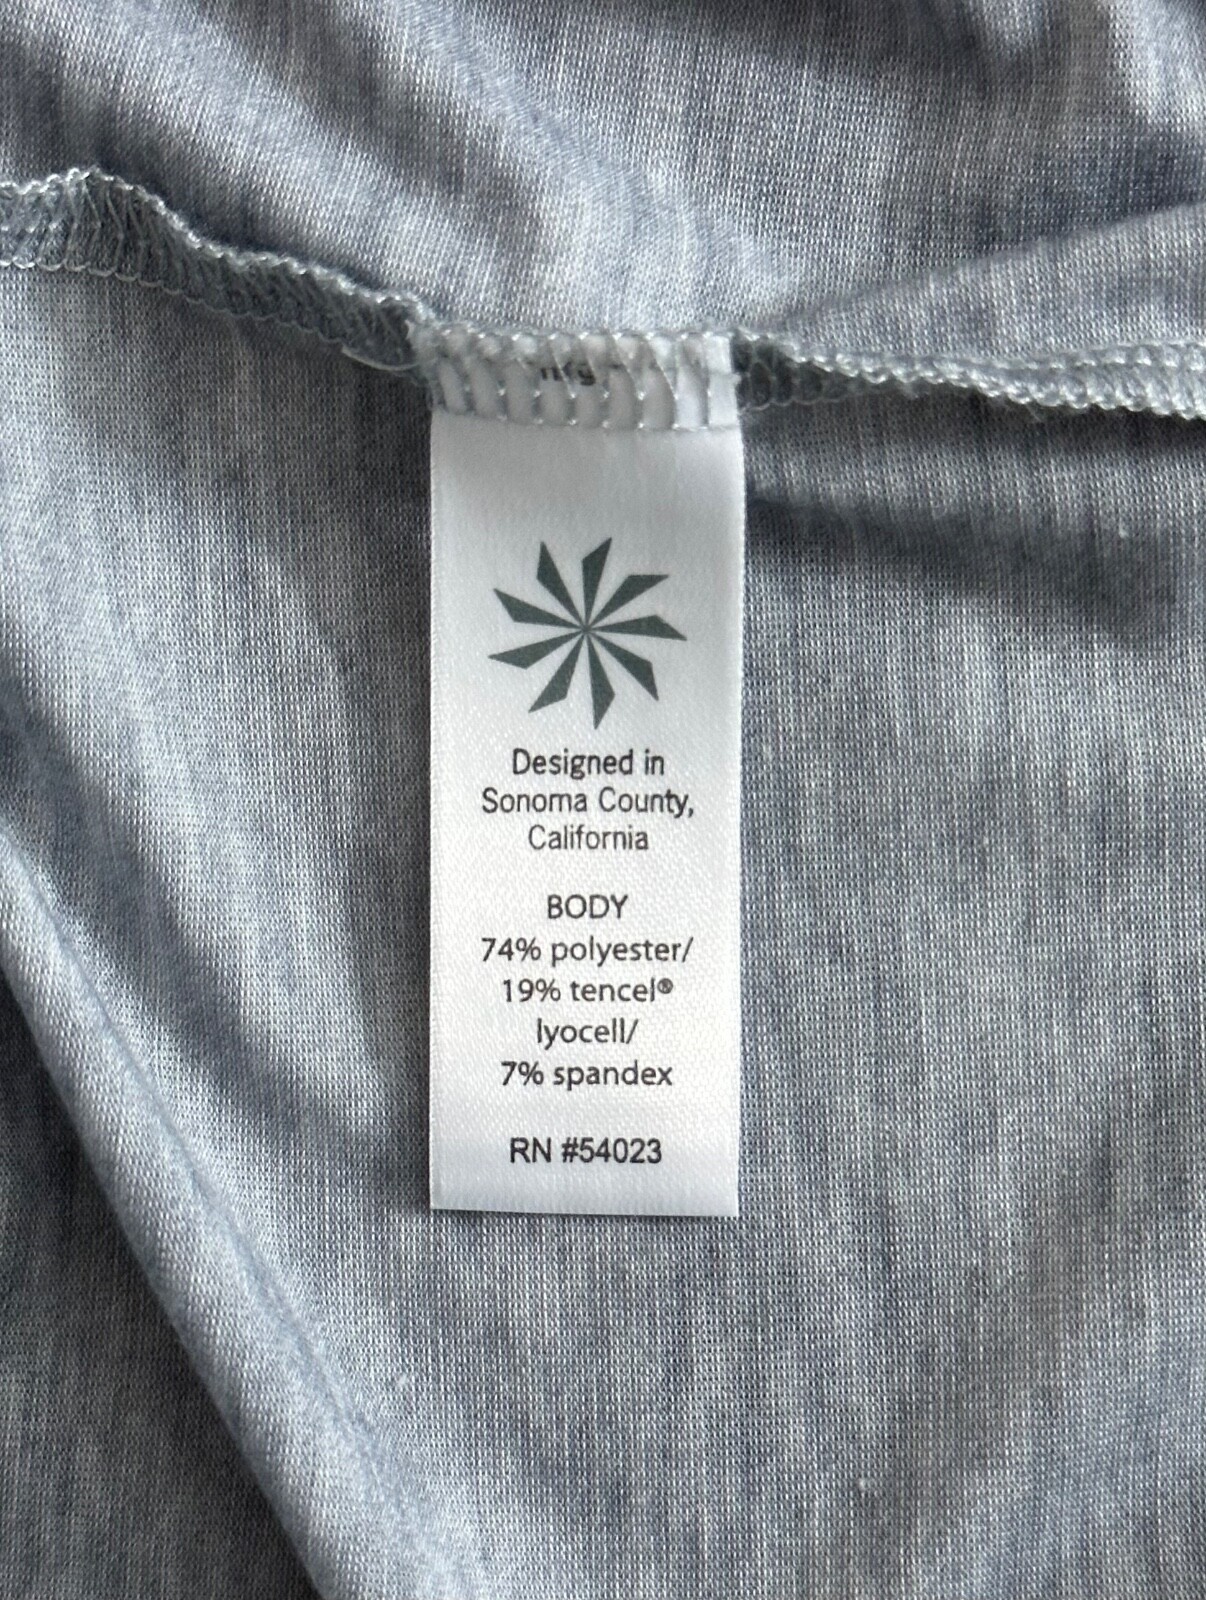 Designed in
Sonoma County,
California
BODY
74% polyester/
19% tencel®
lyocell/
7% spandex
RN #54023